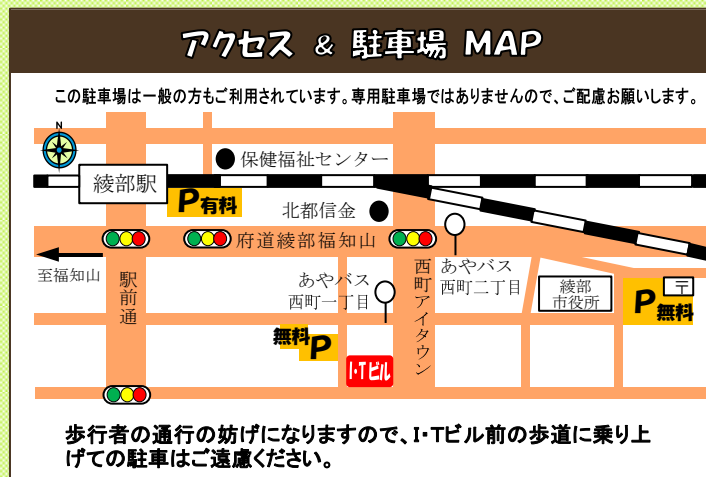 アクセス & 駐車場 MAP
この駐車場は一般の方もご利用されています。専用駐車場ではありませんので、ご配慮お願いします。
N
保健福祉センター
綾部駅
P有料
北都信金
府道綾部福知山
至福知山
駅前通
あやバス
西町一丁目
西町アイタウン
あやバス
西町二丁目
綾部
市役所
〒
P無料
無料P
I・Tビル
歩行者の通行の妨げになりますので、I・Tビル前の歩道に乗り上
げての駐車はご遠慮ください。